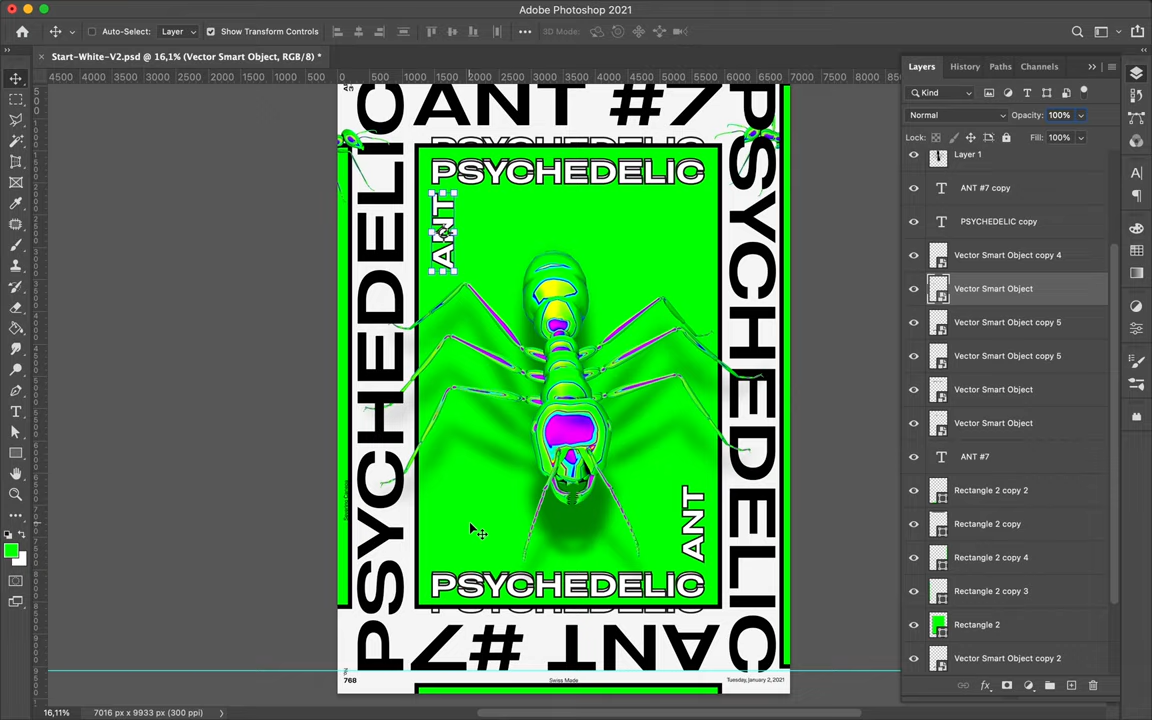 Adobe Photoshop 2021
Auto-Select:
Layer
Show Transform Controls
3D Mode:
Start-White-V2.psd @ 16,1% (Vector Smart Object, RGB/8) *
4500 4000 3500 3000 2500 2000 1500 1000 500 0 500 1000 1500 2000 2500 3000 3500 4000 4500 5000 5500 6000 6500 7000 7500 8000 8500
Layers
History
Paths
Channels
Kind
Normal
Opacity: 100%
Lock:
Fill: 100%
Layer 1
ANT #7 copy
PSYCHEDELIC copy
Vector Smart Object copy 4
Vector Smart Object
Vector Smart Object copy 5
Vector Smart Object copy 5
Vector Smart Object
Vector Smart Object
ANT #7
Rectangle 2 copy 2
Rectangle 2 copy
Rectangle 2 copy 4
Rectangle 2 copy 3
Rectangle 2
Vector Smart Object copy 2
ANT #7
PSYCHEDELIC
PSYCHEDELIC
PSYCHEDELIC
ANT
ANT
PSYCHEDELIC
ANT #7
768
Swiss Made
Tuesday, January 2, 2021
16,11%
7016 px x 9933 px (300 ppi)